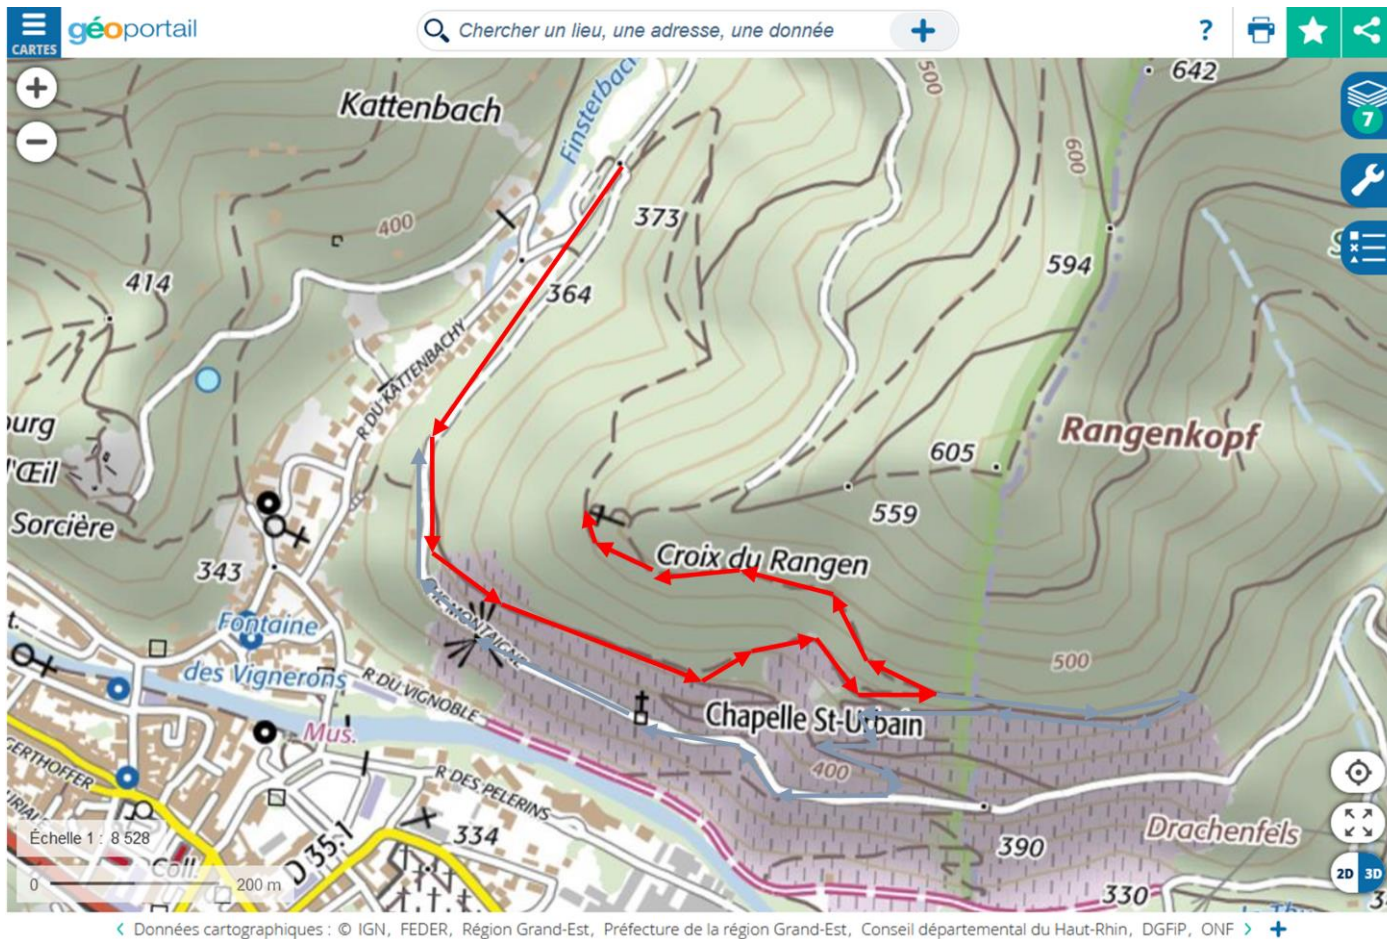 CARTES
géoportail
Chercher un lieu, une adresse, une donnée
?
642
7
Kattenbach
Finsterbach
500
600
373
400
594
414
364
R DU KATTENBACHY
Rangenkopf
605
l'Œil
559
Sorcière
Croix du Rangen
343
CHE MONTAIGNE
Fontaine
des Vignerons
500
R DU VIGNOBLE
Chapelle St-Urbain
Mus.
400
R DES PELERINS
334
Drachenfels
390
Échelle 1 : 8 528
Coll.
D 35.1
0 200 m
2D 3D
330
Données cartographiques : © IGN, FEDER, Région Grand-Est, Préfecture de la région Grand-Est, Conseil départemental du Haut-Rhin, DGFiP, ONF